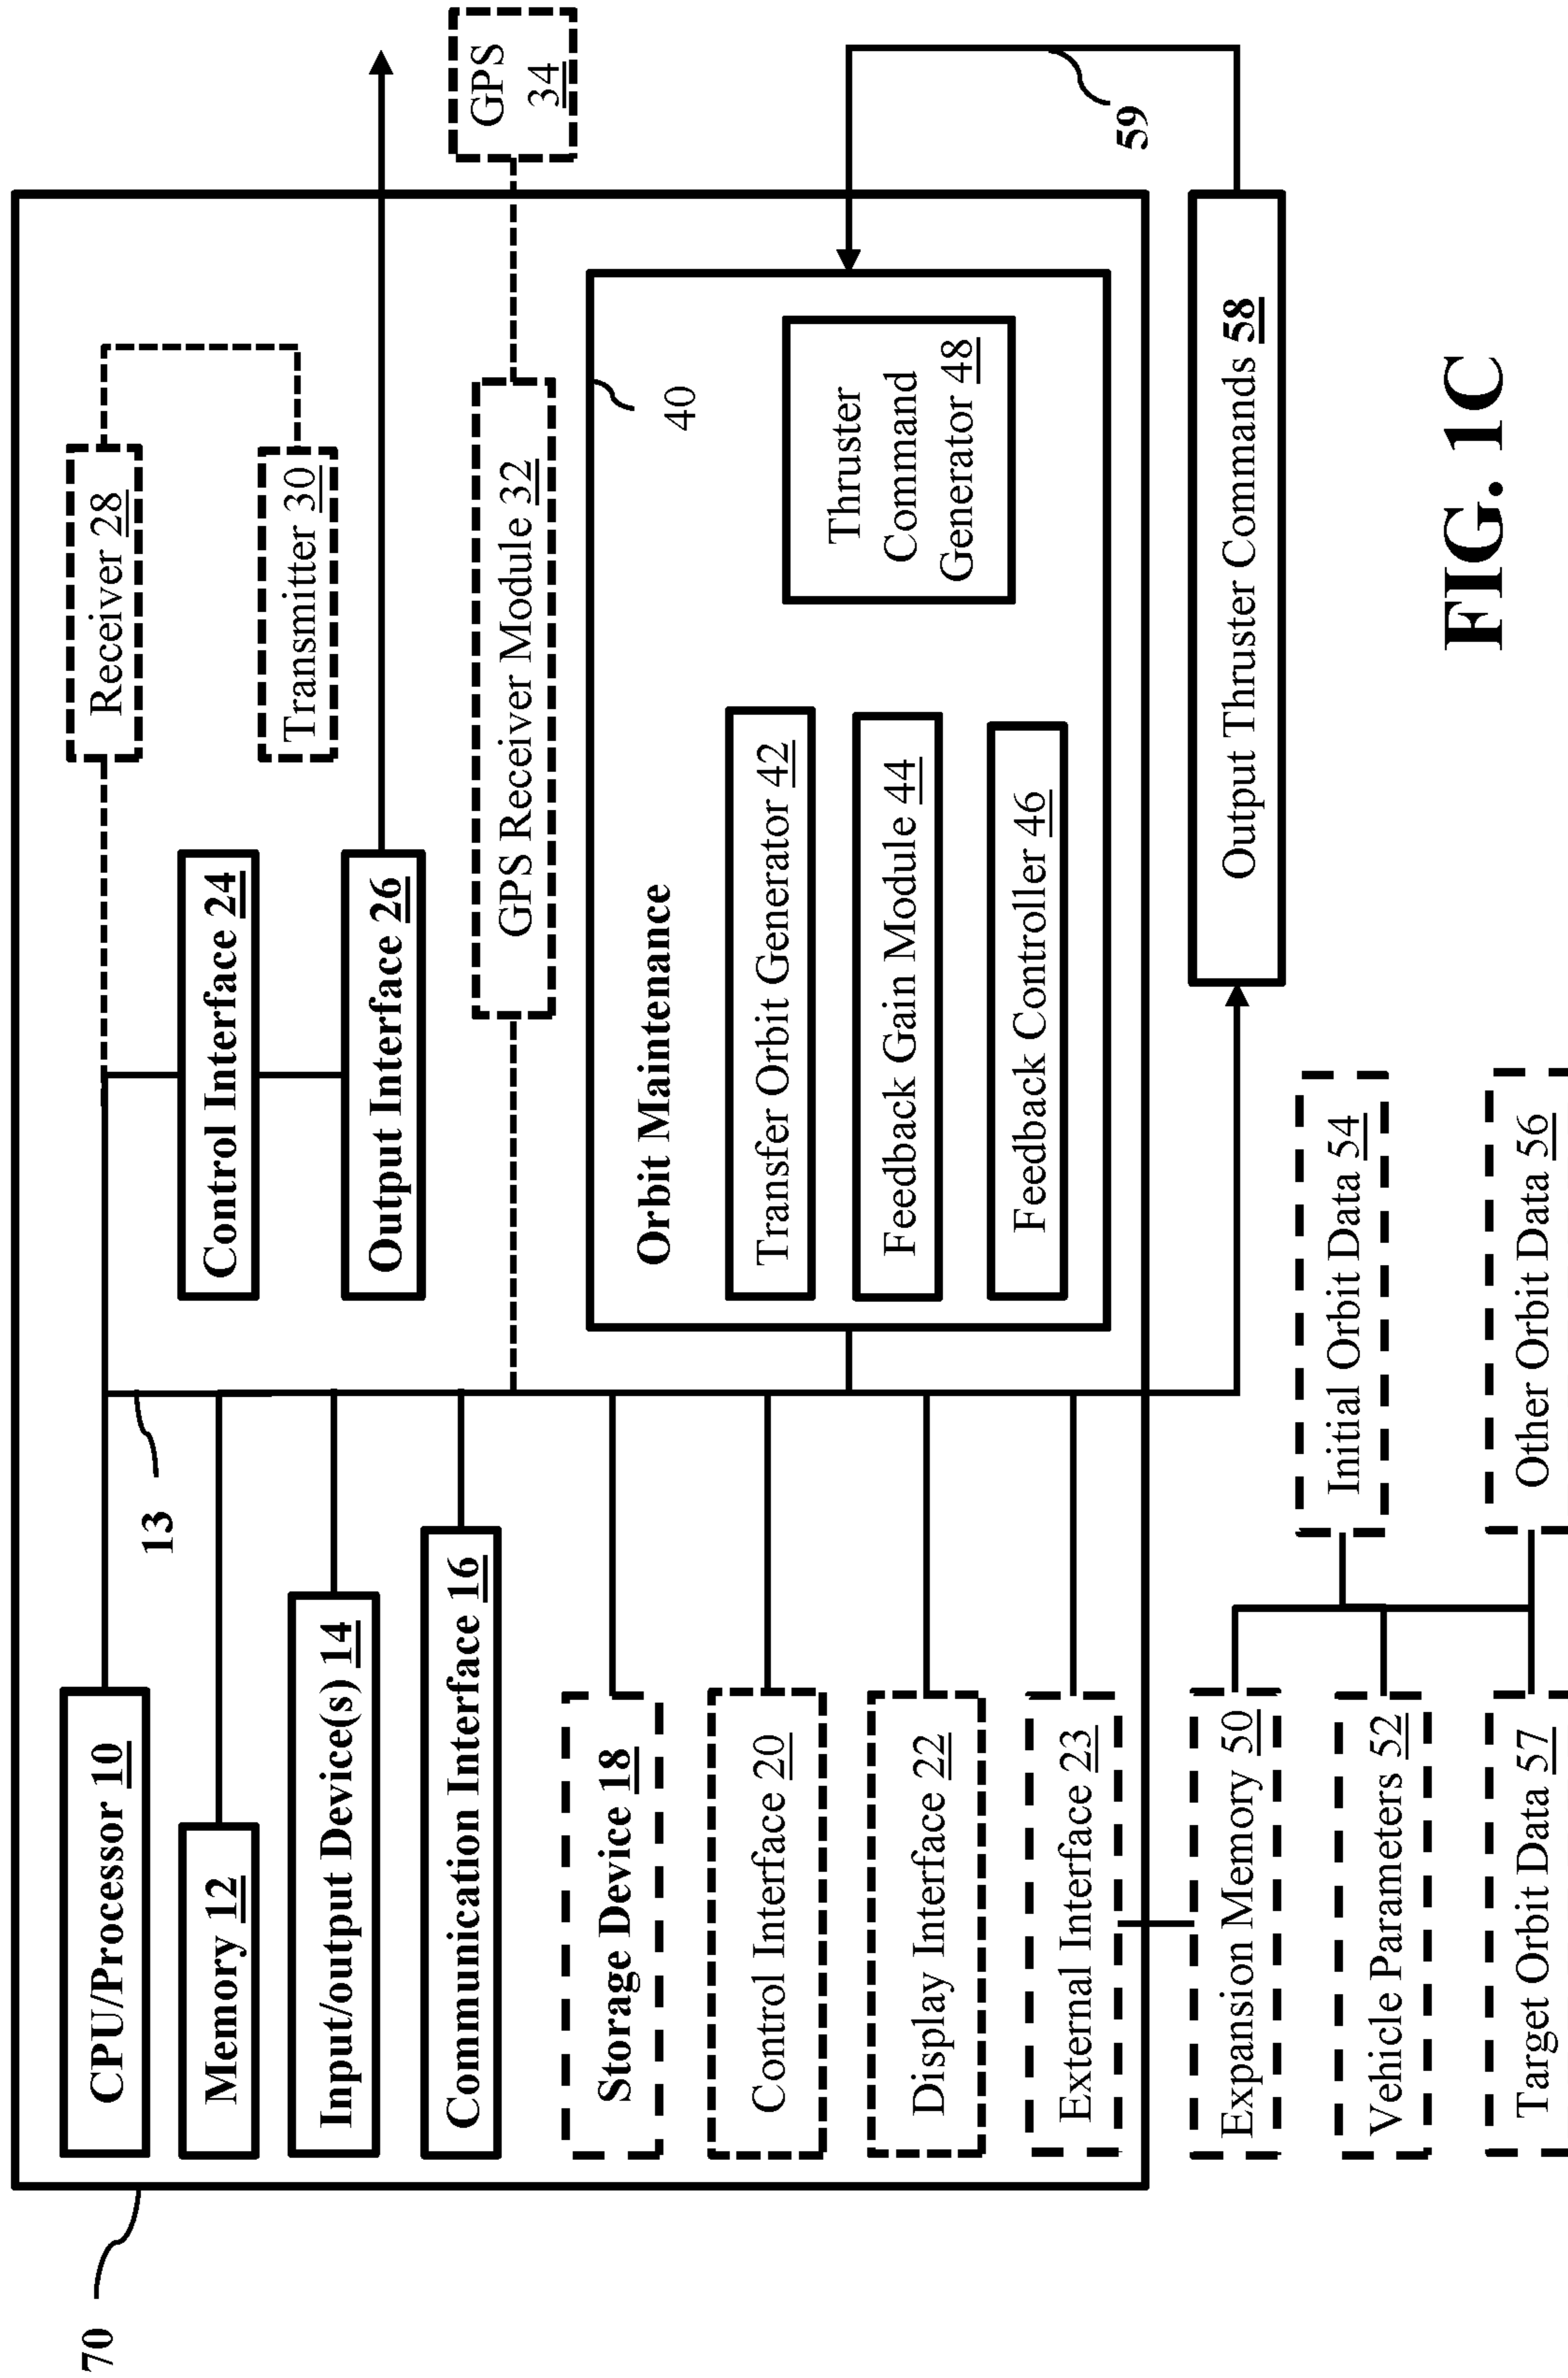 70
13
CPU/Processor 10
Memory 12
Input/output Device(s) 14
Communication Interface 16
Storage Device 18
Control Interface 20
Display Interface 22
External Interface 23
Expansion Memory 50
Vehicle Parameters 52
Target Orbit Data 57
Initial Orbit Data 54
Other Orbit Data 56
Receiver 28
Transmitter 30
Control Interface 24
Output Interface 26
GPS Receiver Module 32
GPS
34
40
Orbit Maintenance
Transfer Orbit Generator 42
Feedback Gain Module 44
Feedback Controller 46
Thruster
Command
Generator 48
Output Thruster Commands 58
59
FIG. 1C